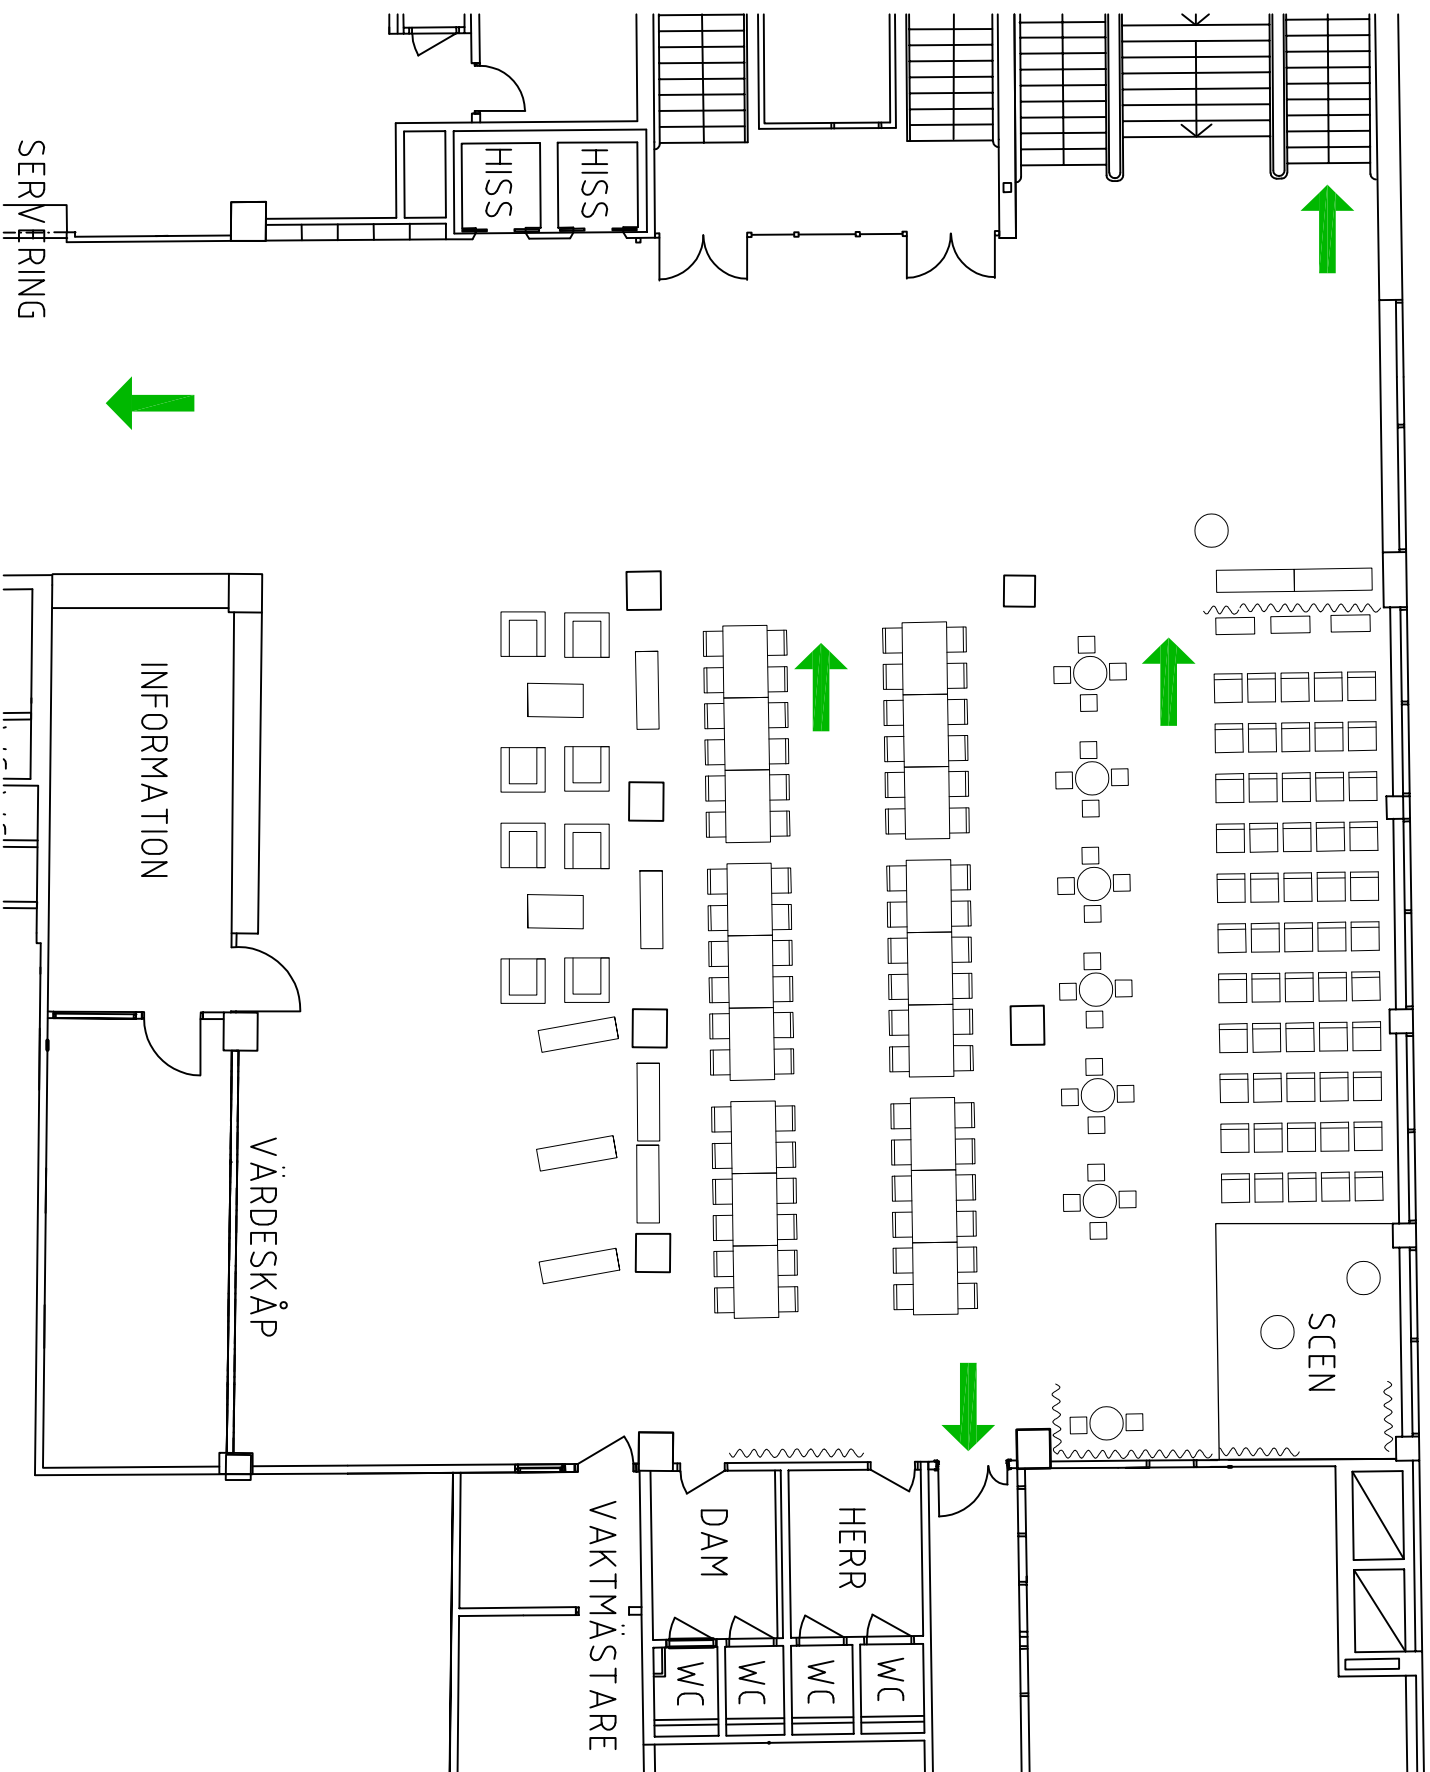 HISS
HISS
SERVERING
INFORMATION
VÄRDESKÅP
SCEN
VAKTMÄSTARE
DAM
HERR
WC
WC
WC
WC